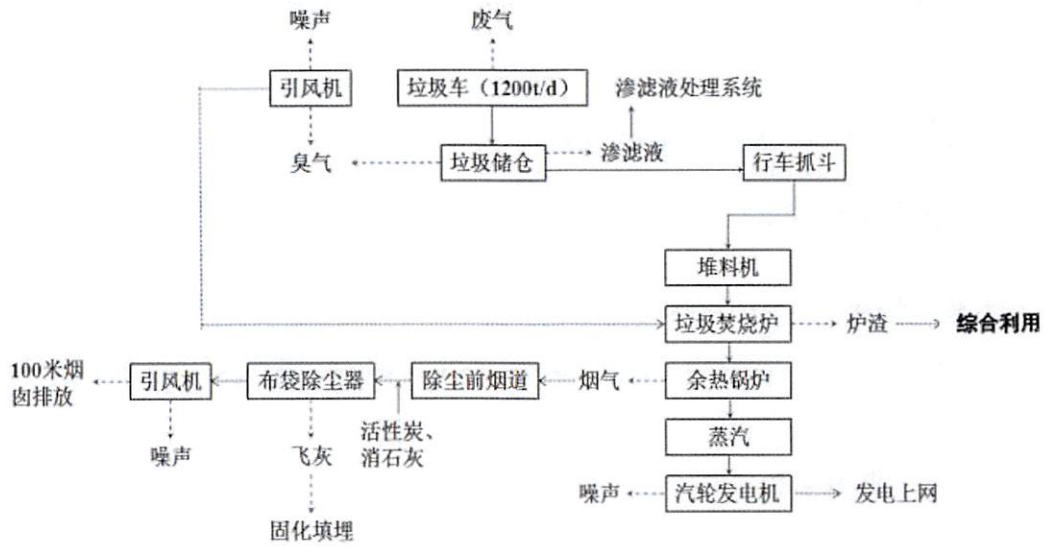 噪声
废气
引风机
垃圾车（1200t/d）
渗滤液处理系统
臭气
垃圾储仓
渗滤液
行车抓斗
堆料机
垃圾焚烧炉
炉渣
综合利用
100米烟
囱排放
引风机
布袋除尘器
除尘前烟道
烟气
余热锅炉
活性炭、
消石灰
噪声
飞灰
蒸汽
噪声
汽轮发电机
发电上网
固化填埋